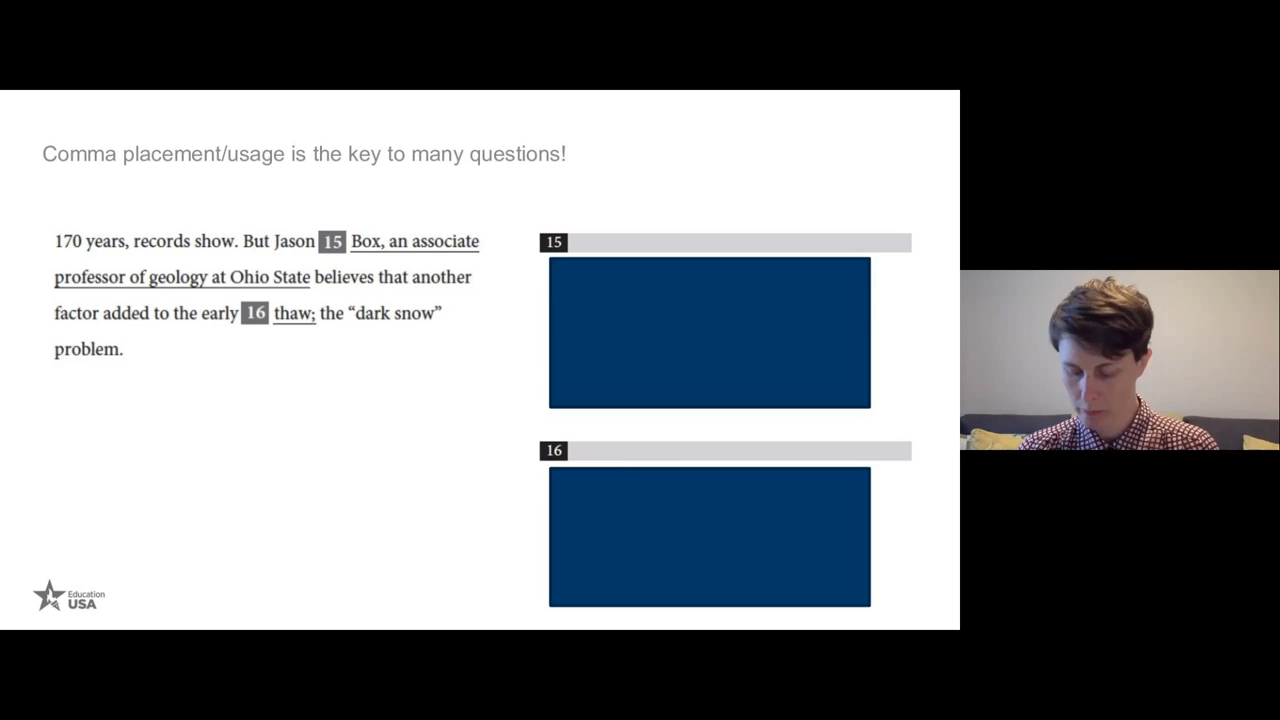 Comma placement/usage is the key to many questions!
170 years, records show. But Jason 15 Box, an associate
professor of geology at Ohio State believes that another
factor added to the early 16 thaw; the “dark snow”
problem.
15
16
Education
USA